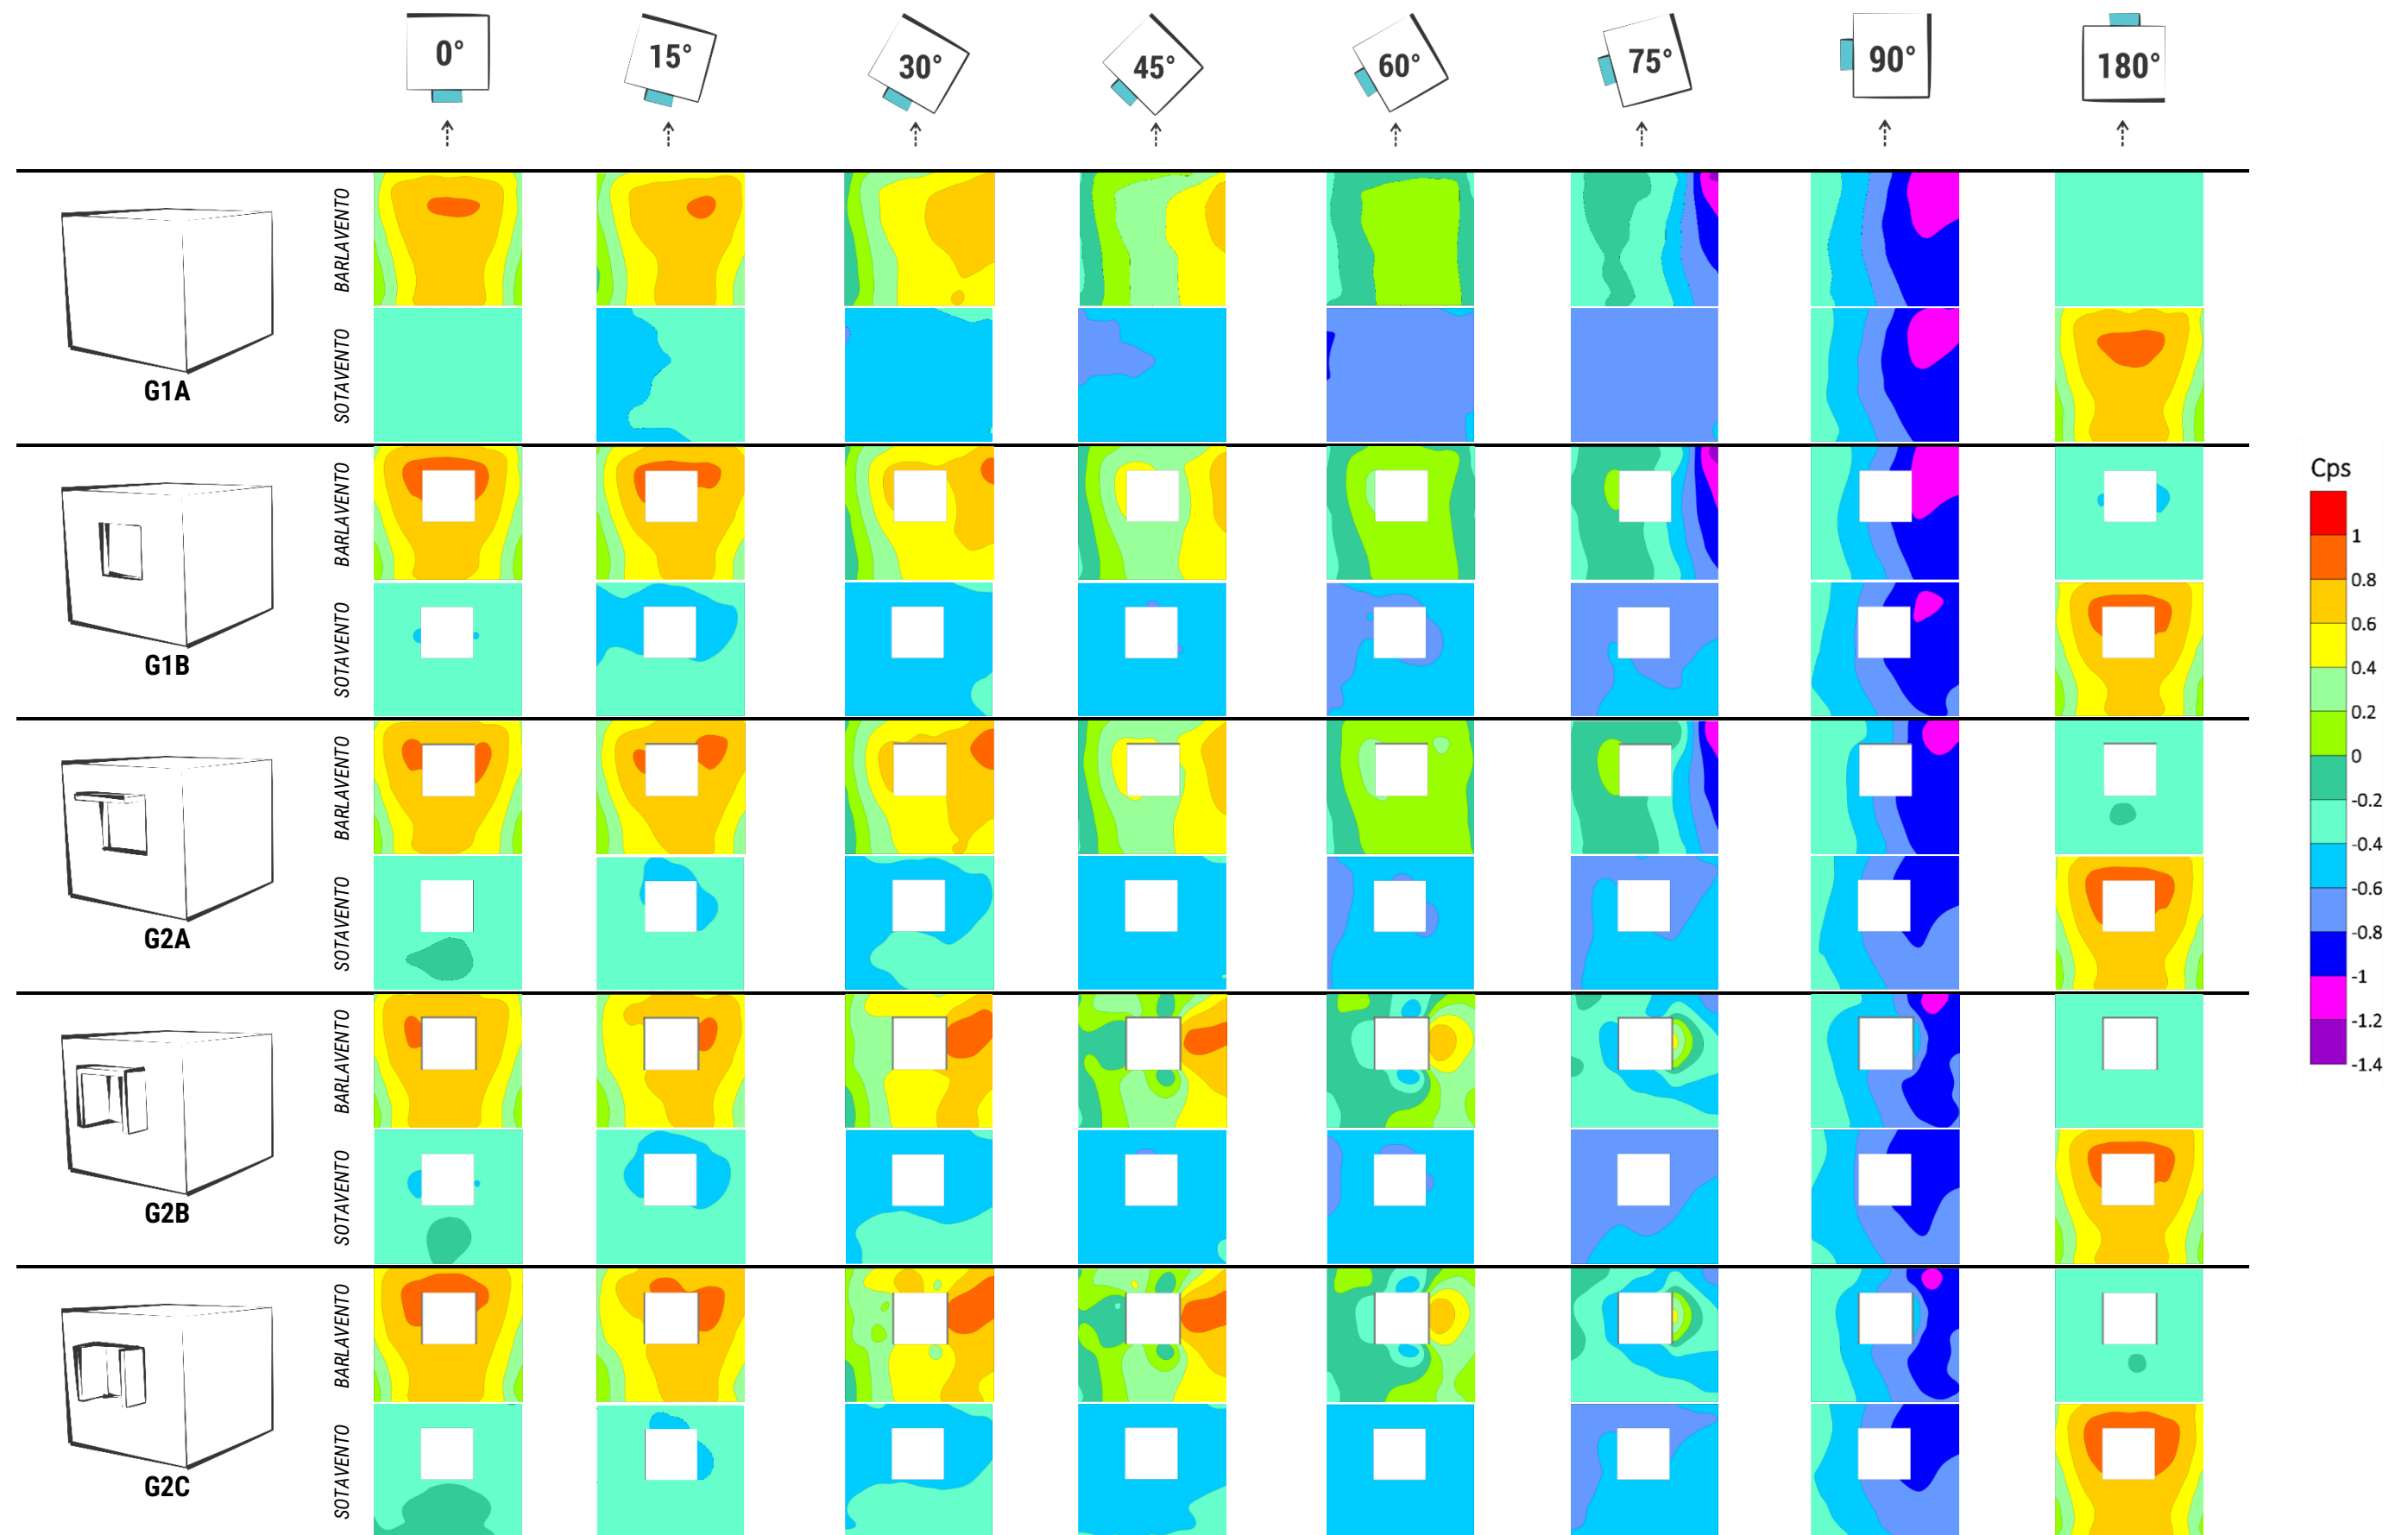 0° 15° 30° 45° 60° 75° 90° 180°
BARLAVENTO
SOTAVENTO
G1A
BARLAVENTO
SOTAVENTO
G1B
BARLAVENTO
SOTAVENTO
G2A
BARLAVENTO
SOTAVENTO
G2B
BARLAVENTO
SOTAVENTO
G2C
Cps
1
0.8
0.6
0.4
0.2
0
-0.2
-0.4
-0.6
-0.8
-1
-1.2
-1.4